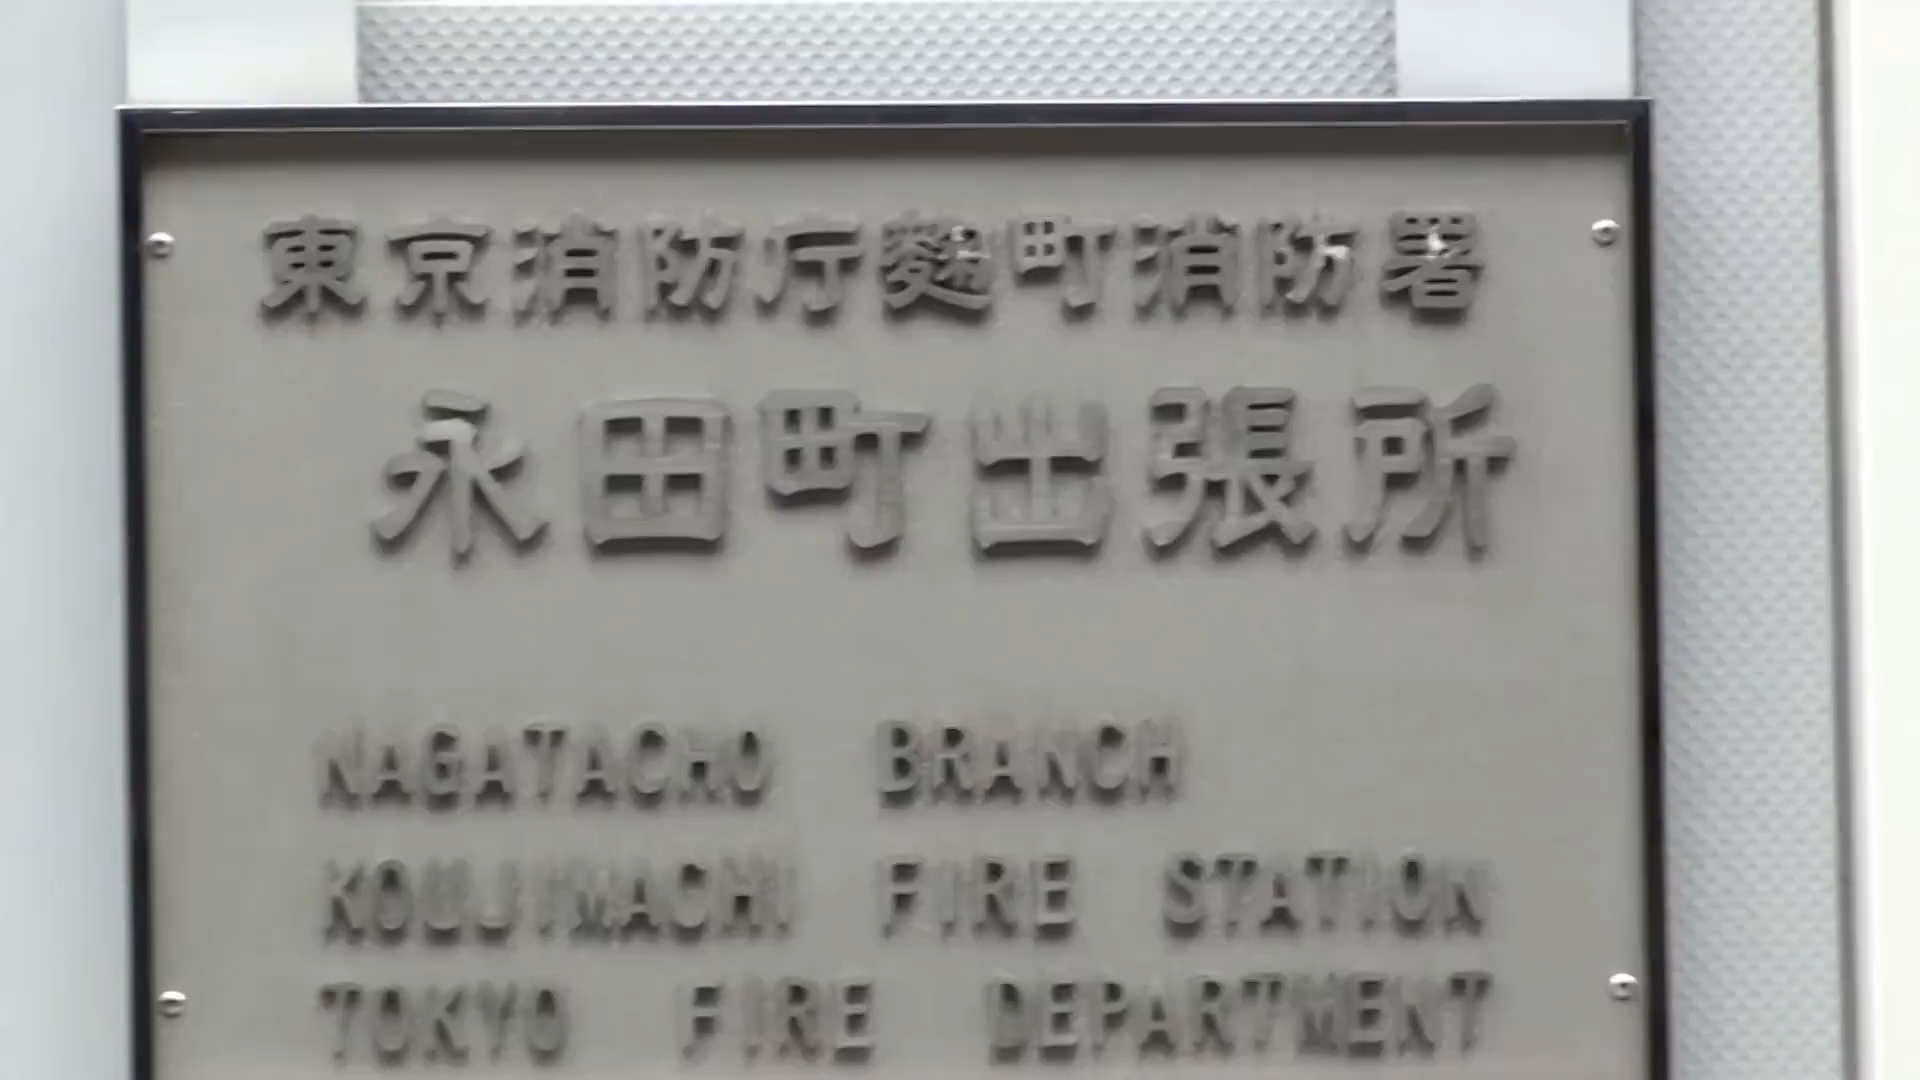 東京消防庁麴町消防署
永田町出張所
NAGATACHO BRANCH
KOUJIMACHI FIRE STATION
TOKYO FIRE DEPARTMENT